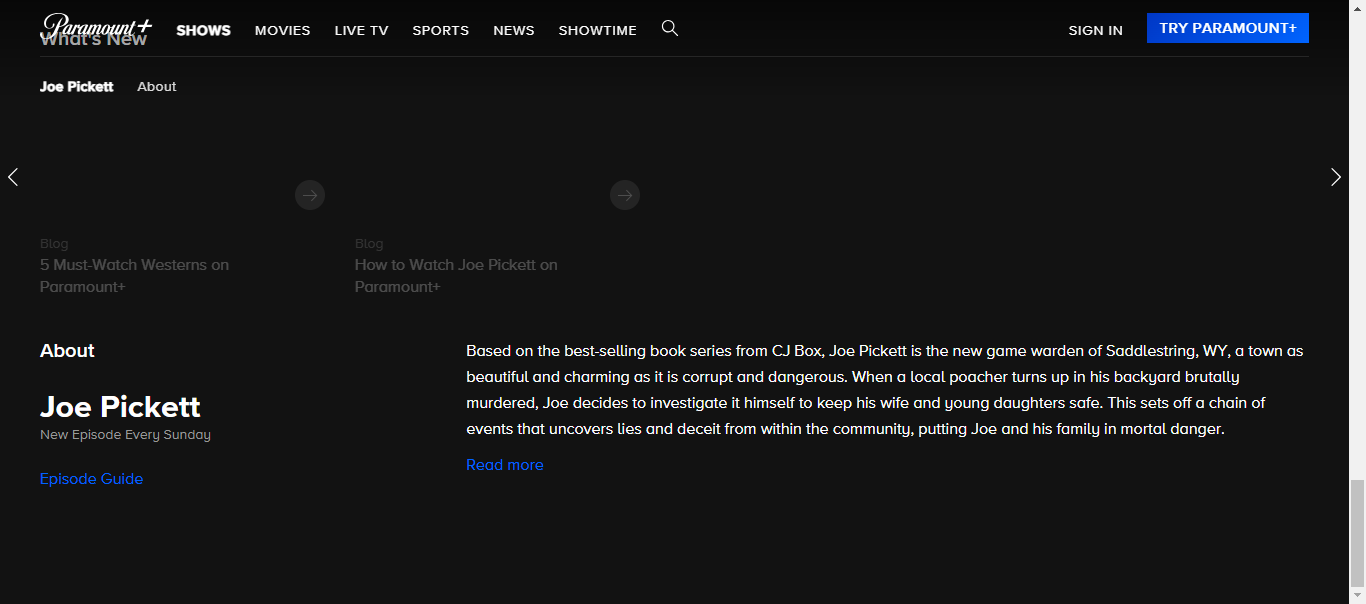 Paramount+
What's New
SHOWS
MOVIES
LIVE TV
SPORTS
NEWS
SHOWTIME
SIGN IN
TRY PARAMOUNT+
Joe Pickett
About
Blog
5 Must-Watch Westerns on
Paramount+
Blog
How to Watch Joe Pickett on
Paramount+
About
Joe Pickett
New Episode Every Sunday
Episode Guide
Based on the best-selling book series from CJ Box, Joe Pickett is the new game warden of Saddlestring, WY, a town as
beautiful and charming as it is corrupt and dangerous. When a local poacher turns up in his backyard brutally
murdered, Joe decides to investigate it himself to keep his wife and young daughters safe. This sets off a chain of
events that uncovers lies and deceit from within the community, putting Joe and his family in mortal danger.
Read more